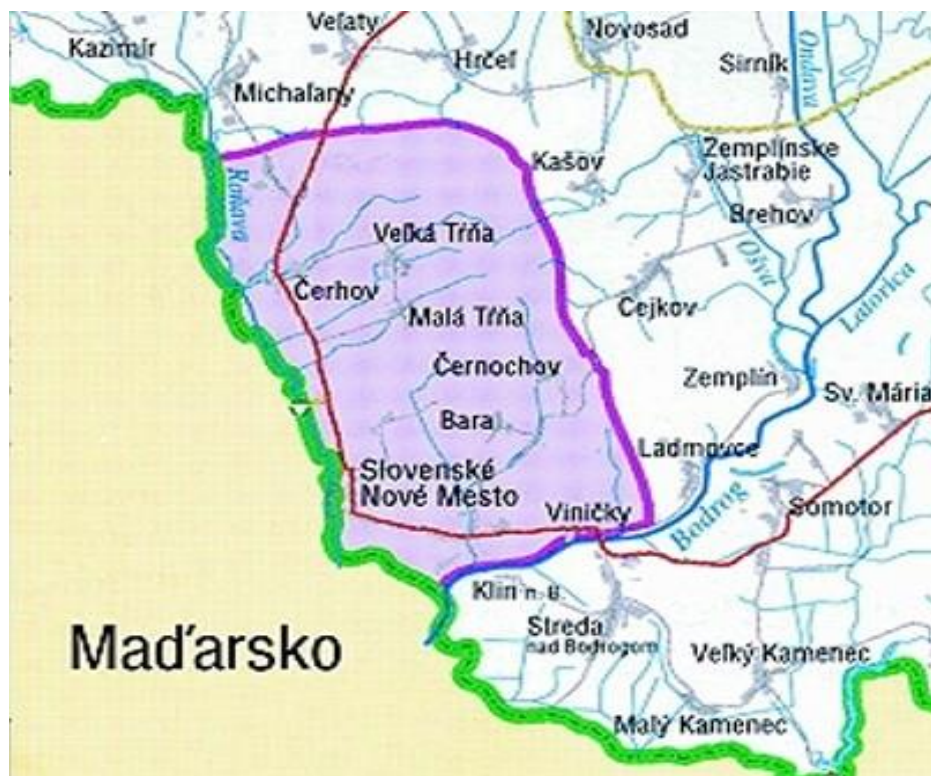 Veľaty
Kazimír
Novosad
Hrčeľ
Sirník
Ondava
Michaľany
Kašov
Zemplínske
Jastrabie
Roňava
Brehov
Veľká Tŕňa
Ošva
Latorica
Čerhov
Cejkov
Malá Tŕňa
Černochov
Zemplín
Sv. Mária
Bara
Ladmovce
Slovenské
Nové Mesto
Viničky
Bodrog
Somotor
Klin n. B.
Streda
nad Bodrogom
Maďarsko
Veľký Kamenec
Malý Kamenec